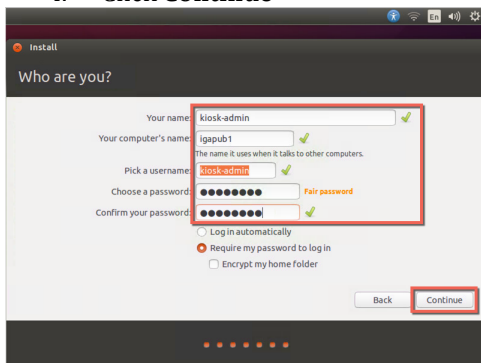 En
Install
Who are you?
Your name: kiosk-admin
Your computer's name: igapub1
The name it uses when it talks to other computers.
Pick a username: kiosk-admin
Choose a password: ●●●●●●●● Fair password
Confirm your password: ●●●●●●●●
Log in automatically
Require my password to log in
Encrypt my home folder
Back Continue